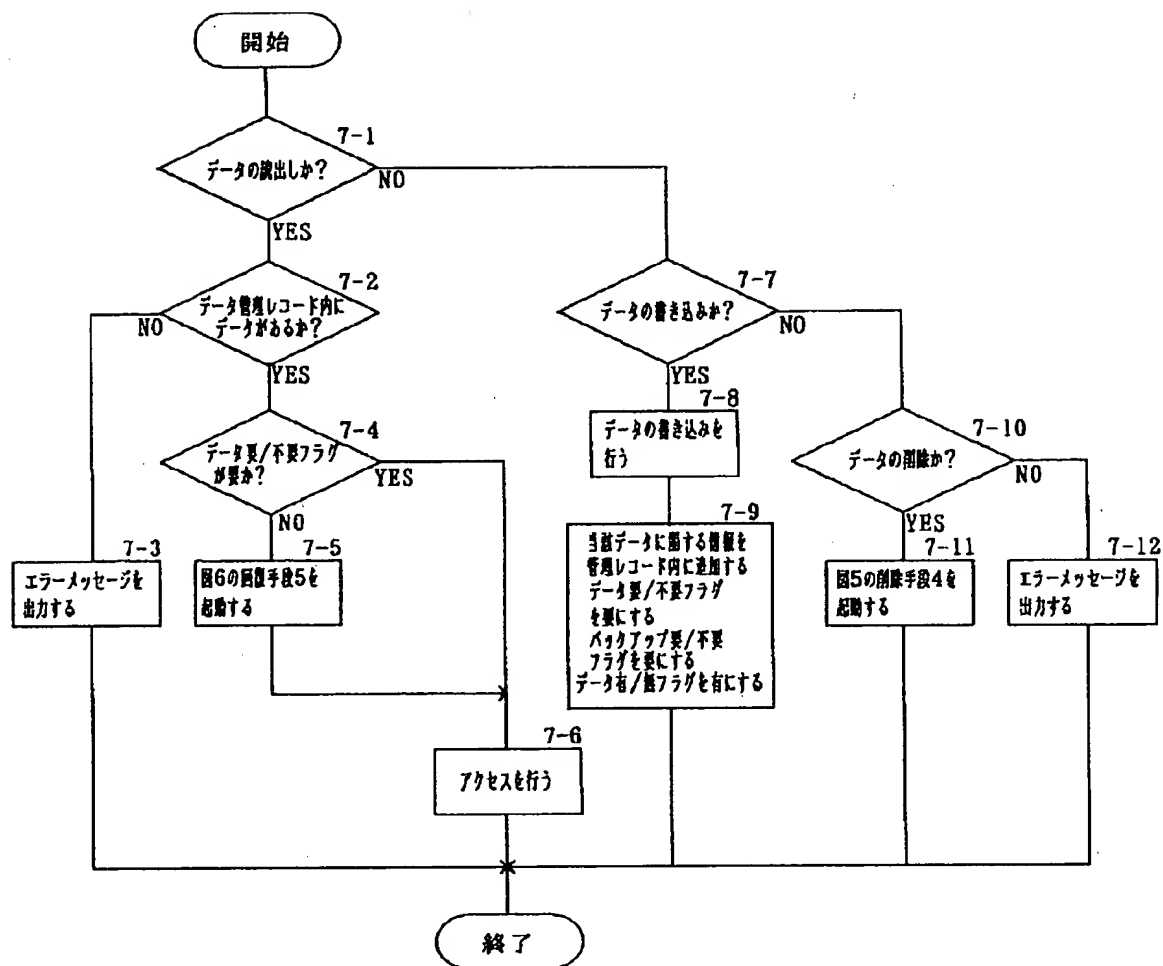 開始
7-1
データの読出しか?
NO
YES
7-2
データ管理レコード内に
データがあるか?
NO
YES
7-4
データ要/不要フラグ
が要か?
YES
NO
7-3
エラーメッセージを
出力する
7-5
図6の回復手段5を
起動する
7-6
アクセスを行う
7-7
データの書き込みか?
NO
YES
7-8
データの書き込みを
行う
7-9
当該データに関する情報を
管理レコード内に追加する
データ要/不要フラグ
を要にする
バックアップ要/不要
フラグを要にする
データ有/無フラグを有にする
7-10
データの削除か?
NO
YES
7-11
図5の削除手段4を
起動する
7-12
エラーメッセージを
出力する
終了